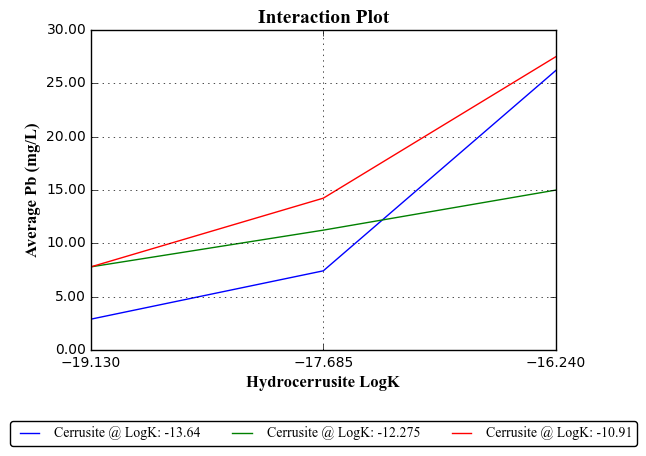 Interaction Plot
30.00
25.00
20.00
15.00
10.00
5.00
0.00
Average Pb (mg/L)
−19.130 −17.685 −16.240
Hydrocerrusite LogK
Cerrusite @ LogK: -13.64 Cerrusite @ LogK: -12.275 Cerrusite @ LogK: -10.91